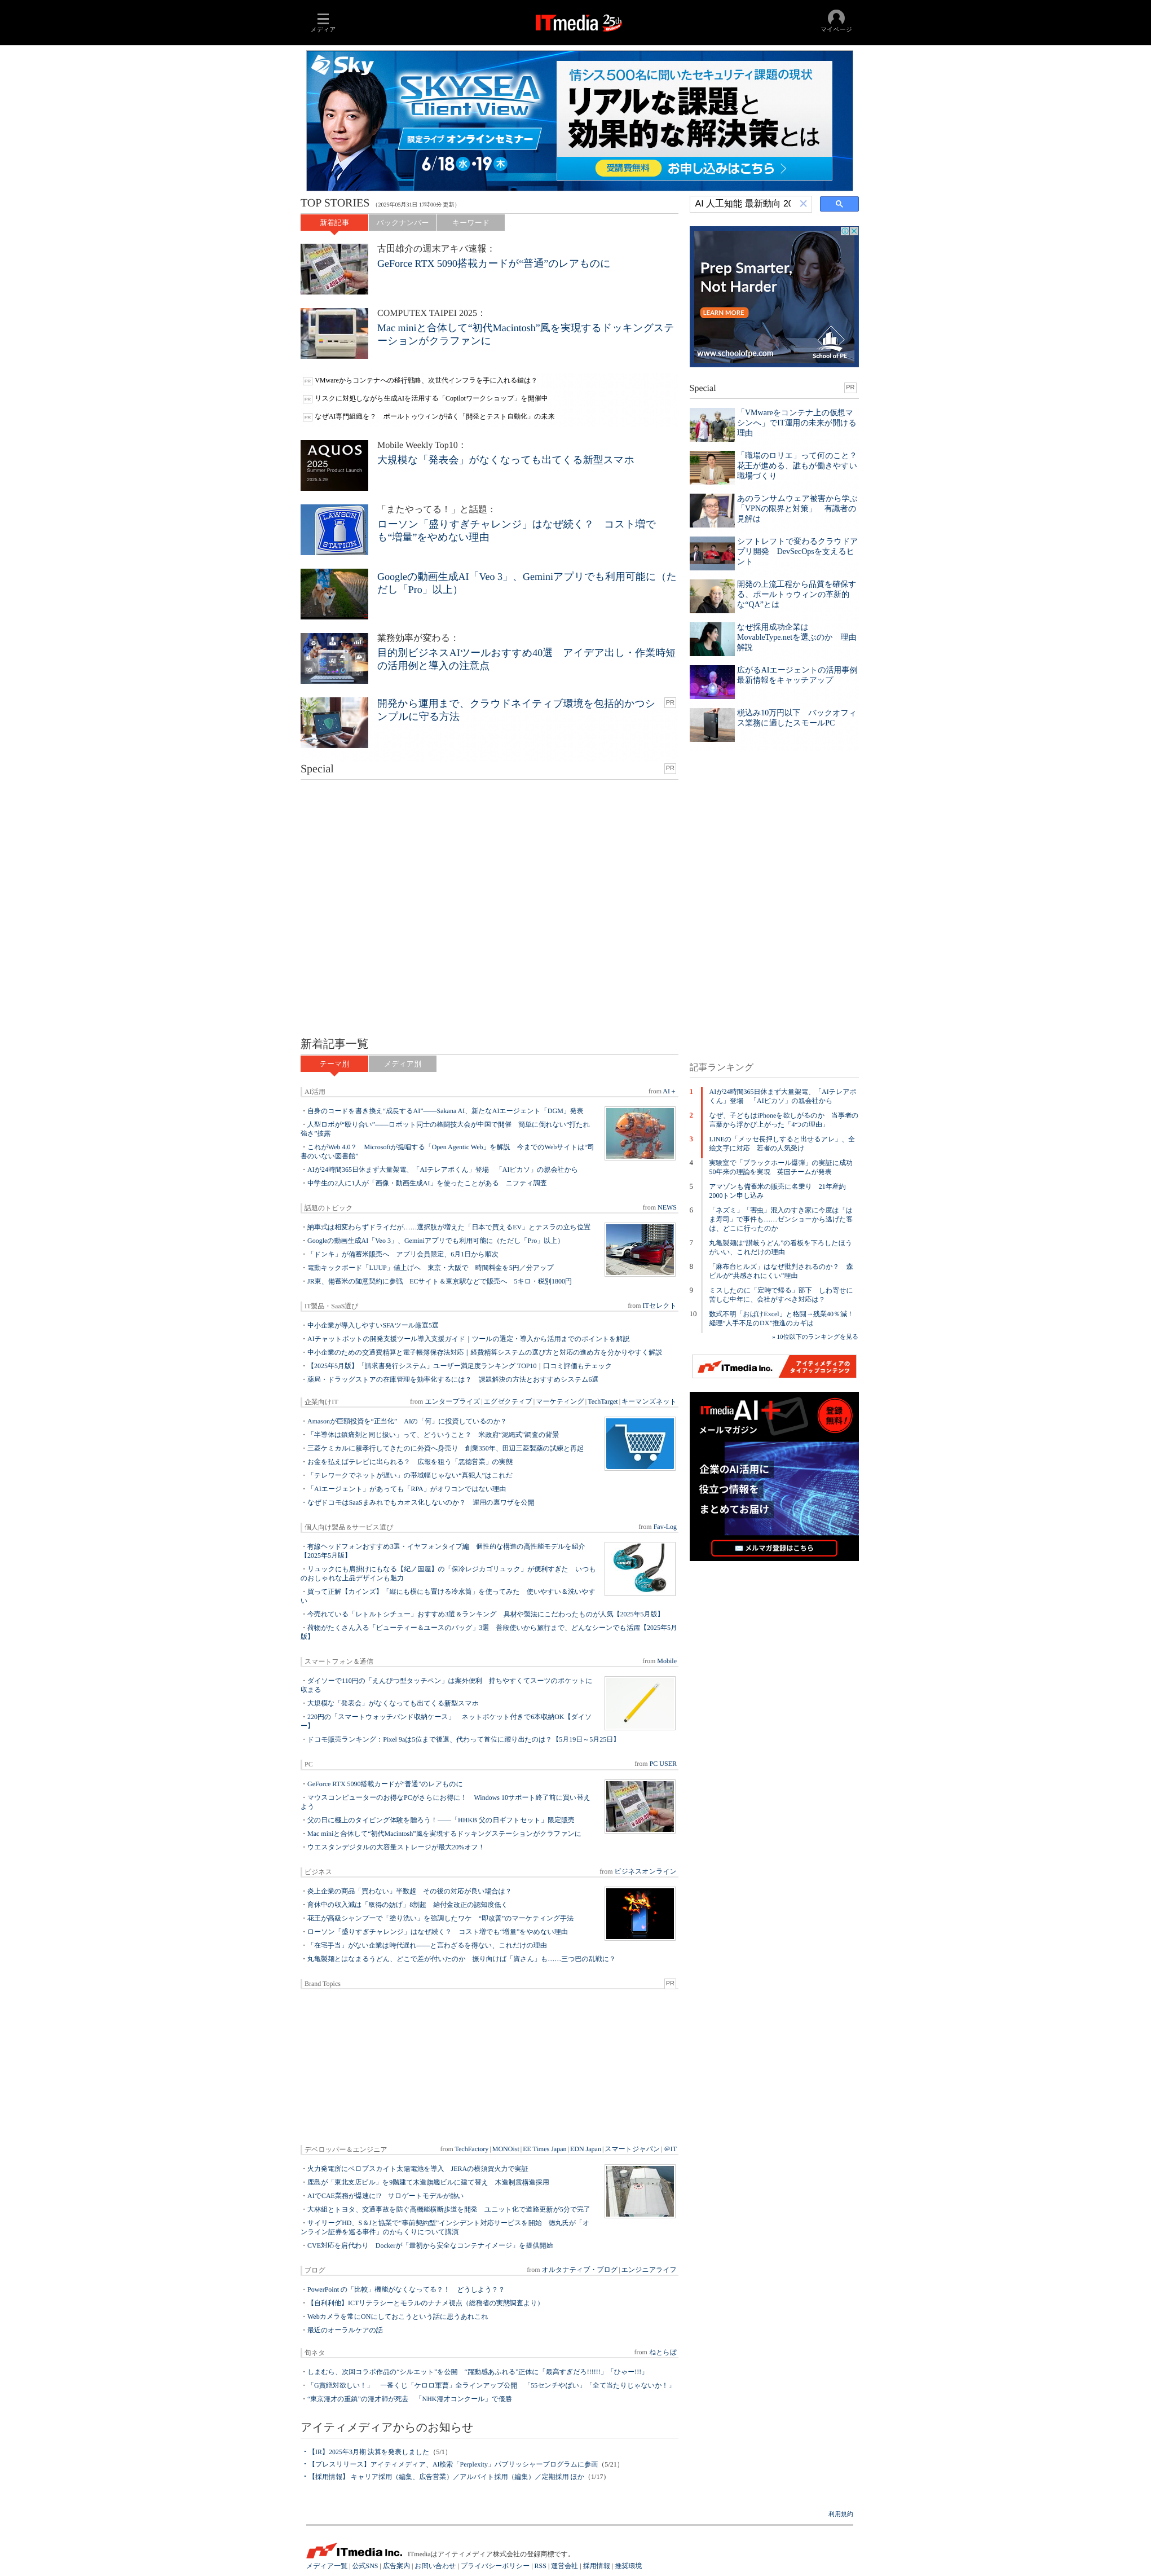 メディア
ITmedia 25th
マイページ
Sky
SKYSEA
Client View
限定ライブ オンラインセミナー
6/18 水 ・19 木
情シス500名に聞いたセキュリティ課題の現状
リアルな課題と
効果的な解決策とは
受講費無料 お申し込みはこちら
TOP STORIES （2025年05月31日 17時00分 更新）
新着記事 バックナンバー キーワード
古田雄介の週末アキバ速報：
GeForce RTX 5090搭載カードが“普通”のレアものに
COMPUTEX TAIPEI 2025：
Mac miniと合体して“初代Macintosh”風を実現するドッキングステ
ーションがクラファンに
PR VMwareからコンテナへの移行戦略、次世代インフラを手に入れる鍵は？
PR リスクに対処しながら生成AIを活用する「Copilotワークショップ」を開催中
PR なぜAI専門組織を？　ポールトゥウィンが描く「開発とテスト自動化」の未来
AQUOS
2025
Summer Product Launch
2025.5.29
Mobile Weekly Top10：
大規模な「発表会」がなくなっても出てくる新型スマホ
LAWSON
STATION
「またやってる！」と話題：
ローソン「盛りすぎチャレンジ」はなぜ続く？　コスト増で
も“増量”をやめない理由
Googleの動画生成AI「Veo 3」、Geminiアプリでも利用可能に（た
だし「Pro」以上）
業務効率が変わる：
目的別ビジネスAIツールおすすめ40選　アイデア出し・作業時短
の活用例と導入の注意点
開発から運用まで、クラウドネイティブ環境を包括的かつシ
ンプルに守る方法
PR
Special
PR
AI 人工知能 最新動向 20
Prep Smarter,
Not Harder
LEARN MORE
www.schoolofpe.com
School of PE
Special
PR
「VMwareをコンテナ上の仮想マ
シンへ」でIT運用の未来が開ける
理由
「職場のロリエ」って何のこと？
花王が進める、誰もが働きやすい
職場づくり
あのランサムウェア被害から学ぶ
「VPNの限界と対策」　有識者の
見解は
シフトレフトで変わるクラウドア
プリ開発　DevSecOpsを支えるヒ
ント
開発の上流工程から品質を確保す
る、ポールトゥウィンの革新的
な“QA”とは
なぜ採用成功企業は
MovableType.netを選ぶのか　理由
解説
広がるAIエージェントの活用事例
最新情報をキャッチアップ
税込み10万円以下　バックオフィ
ス業務に適したスモールPC
新着記事一覧
テーマ別 メディア別
AI活用
from AI＋
・自身のコードを書き換え“成長するAI”――Sakana AI、新たなAIエージェント「DGM」発表
・人型ロボが“殴り合い”――ロボット同士の格闘技大会が中国で開催　簡単に倒れない“打たれ
強さ”披露
・これがWeb 4.0？　Microsoftが提唱する「Open Agentic Web」を解説　今までのWebサイトは“司
書のいない図書館”
・AIが24時間365日休まず大量架電、「AIテレアポくん」登場　「AIピカソ」の親会社から
・中学生の2人に1人が「画像・動画生成AI」を使ったことがある　ニフティ調査
話題のトピック
from NEWS
・納車式は相変わらずドライだが……選択肢が増えた「日本で買えるEV」とテスラの立ち位置
・Googleの動画生成AI「Veo 3」、Geminiアプリでも利用可能に（ただし「Pro」以上）
・「ドンキ」が備蓄米販売へ　アプリ会員限定、6月1日から順次
・電動キックボード「LUUP」値上げへ　東京・大阪で　時間料金を5円／分アップ
・JR東、備蓄米の随意契約に参戦　ECサイト＆東京駅などで販売へ　5キロ・税別1800円
IT製品・SaaS選び
from ITセレクト
・中小企業が導入しやすいSFAツール厳選5選
・AIチャットボットの開発支援ツール導入支援ガイド｜ツールの選定・導入から活用までのポイントを解説
・中小企業のための交通費精算と電子帳簿保存法対応｜経費精算システムの選び方と対応の進め方を分かりやすく解説
・【2025年5月版】「請求書発行システム」ユーザー満足度ランキング TOP10｜口コミ評価もチェック
・薬局・ドラッグストアの在庫管理を効率化するには？　課題解決の方法とおすすめシステム6選
企業向けIT
from エンタープライズ | エグゼクティブ | マーケティング | TechTarget | キーマンズネット
・Amasonが巨額投資を“正当化”　AIの「何」に投資しているのか？
・「半導体は鎮痛剤と同じ扱い」って、どういうこと？　米政府“泥縄式”調査の背景
・三菱ケミカルに親孝行してきたのに外資へ身売り　創業350年、田辺三菱製薬の試練と再起
・お金を払えばテレビに出られる？　広報を狙う「悪徳営業」の実態
・「テレワークでネットが遅い」の帯域幅じゃない“真犯人”はこれだ
・「AIエージェント」があっても「RPA」がオワコンではない理由
・なぜドコモはSaaSまみれでもカオス化しないのか？　運用の裏ワザを公開
個人向け製品＆サービス選び
from Fav-Log
・有線ヘッドフォンおすすめ3選・イヤフォンタイプ編　個性的な構造の高性能モデルを紹介
【2025年5月版】
・リュックにも肩掛けにもなる【紀ノ国屋】の「保冷レジカゴリュック」が便利すぎた　いつも
のおしゃれな上品デザインも魅力
・買って正解【カインズ】「縦にも横にも置ける冷水筒」を使ってみた　使いやすい＆洗いやす
い
・今売れている「レトルトシチュー」おすすめ3選＆ランキング　具材や製法にこだわったものが人気【2025年5月版】
・荷物がたくさん入る「ビューティー＆ユースのバッグ」3選　普段使いから旅行まで、どんなシーンでも活躍【2025年5月
版】
スマートフォン＆通信
from Mobile
・ダイソーで110円の「えんぴつ型タッチペン」は案外便利　持ちやすくてスーツのポケットに
収まる
・大規模な「発表会」がなくなっても出てくる新型スマホ
・220円の「スマートウォッチバンド収納ケース」　ネットポケット付きで6本収納OK【ダイソ
ー】
・ドコモ販売ランキング：Pixel 9aは5位まで後退、代わって首位に躍り出たのは？【5月19日～5月25日】
PC
from PC USER
・GeForce RTX 5090搭載カードが“普通”のレアものに
・マウスコンピューターのお得なPCがさらにお得に！　Windows 10サポート終了前に買い替え
よう
・父の日に極上のタイピング体験を贈ろう！――「HHKB 父の日ギフトセット」限定販売
・Mac miniと合体して“初代Macintosh”風を実現するドッキングステーションがクラファンに
・ウエスタンデジタルの大容量ストレージが最大20%オフ！
ビジネス
from ビジネスオンライン
・炎上企業の商品「買わない」半数超　その後の対応が良い場合は？
・育休中の収入減は「取得の妨げ」8割超　給付金改正の認知度低く
・花王が高級シャンプーで「塗り洗い」を強調したワケ　“即改善”のマーケティング手法
・ローソン「盛りすぎチャレンジ」はなぜ続く？　コスト増でも“増量”をやめない理由
・「在宅手当」がない企業は時代遅れ――と言わざるを得ない、これだけの理由
・丸亀製麺とはなまるうどん、どこで差が付いたのか　振り向けば「資さん」も……三つ巴の乱戦に？
Brand Topics
PR
デベロッパー＆エンジニア
from TechFactory | MONOist | EE Times Japan | EDN Japan | スマートジャパン | ＠IT
・火力発電所にペロブスカイト太陽電池を導入　JERAの横須賀火力で実証
・鹿島が「東北支店ビル」を9階建て木造旗艦ビルに建て替え　木造制震構造採用
・AIでCAE業務が爆速に!?　サロゲートモデルが熱い
・大林組とトヨタ、交通事故を防ぐ高機能横断歩道を開発　ユニット化で道路更新が5分で完了
・サイリーグHD、S＆Jと協業で“事前契約型”インシデント対応サービスを開始　徳丸氏が「オ
ンライン証券を巡る事件」のからくりについて講演
・CVE対応を肩代わり　Dockerが「最初から安全なコンテナイメージ」を提供開始
ブログ
from オルタナティブ・ブログ | エンジニアライフ
・PowerPoint の「比較」機能がなくなってる？！　どうしよう？？
・【自利利他】ICTリテラシーとモラルのナナメ視点（総務省の実態調査より）
・Webカメラを常にONにしておこうという話に思うあれこれ
・最近のオーラルケアの話
旬ネタ
from ねとらぼ
・しまむら、次回コラボ作品の“シルエット”を公開　“躍動感あふれる”正体に「最高すぎだろ!!!!!!」「ひゃー!!!」
・「G賞絶対欲しい！」　一番くじ「ケロロ軍曹」全ラインアップ公開　「55センチやばい」「全て当たりじゃないか！」
・“東京漫才の重鎮”の漫才師が死去　「NHK漫才コンクール」で優勝
アイティメディアからのお知らせ
・【IR】2025年3月期 決算を発表しました（5/1）
・【プレスリリース】アイティメディア、AI検索「Perplexity」パブリッシャープログラムに参画（5/21）
・【採用情報】 キャリア採用（編集、広告営業）／アルバイト採用（編集）／定期採用 ほか（1/17）
記事ランキング
1 AIが24時間365日休まず大量架電、「AIテレアポ
くん」登場　「AIピカソ」の親会社から
2 なぜ、子どもはiPhoneを欲しがるのか　当事者の
言葉から浮かび上がった「4つの理由」
3 LINEの「メッセ長押しすると出せるアレ」、全
絵文字に対応　若者の人気受け
4 実験室で「ブラックホール爆弾」の実証に成功
50年来の理論を実現　英国チームが発表
5 アマゾンも備蓄米の販売に名乗り　21年産約
2000トン申し込み
6 「ネズミ」「害虫」混入のすき家に今度は「は
ま寿司」で事件も……ゼンショーから逃げた客
は、どこに行ったのか
7 丸亀製麺は“讃岐うどん”の看板を下ろしたほう
がいい、これだけの理由
8 「麻布台ヒルズ」はなぜ批判されるのか？　森
ビルが“共感されにくい”理由
9 ミスしたのに「定時で帰る」部下　しわ寄せに
苦しむ中年に、会社がすべき対応は？
10 数式不明「おばけExcel」と格闘→残業40％減！
経理“人手不足のDX”推進のカギは
» 10位以下のランキングを見る
ITmedia Inc. アイティメディアの
タイアップコンテンツ
ITmedia AI＋
メールマガジン
登録
無料！
企業のAI活用に
役立つ情報を
まとめてお届け
メルマガ登録はこちら
利用規約
ITmedia Inc. ITmediaはアイティメディア株式会社の登録商標です。
メディア一覧 | 公式SNS | 広告案内 | お問い合わせ | プライバシーポリシー | RSS | 運営会社 | 採用情報 | 推奨環境